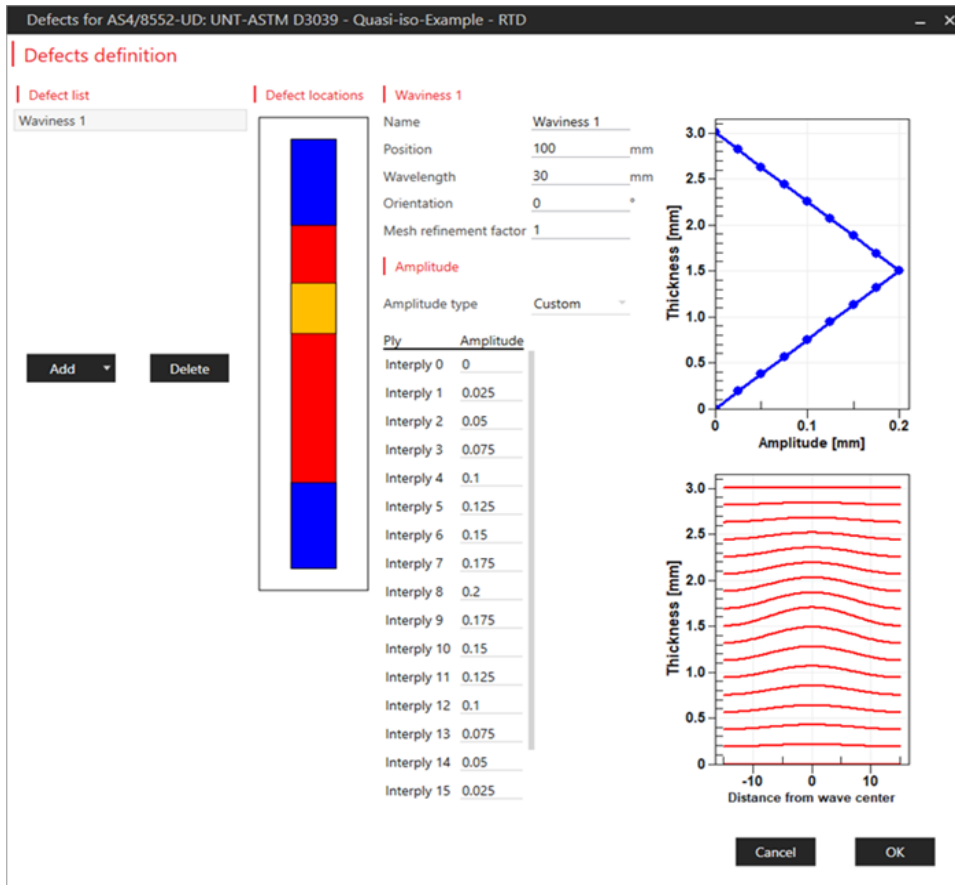 Defects for AS4/8552-UD: UNT-ASTM D3039 - Quasi-iso-Example - RTD
Defects definition
Defect list
Waviness 1
Add
Delete
Defect locations
Waviness 1
Name Waviness 1
Position 100 mm
Wavelength 30 mm
Orientation 0 °
Mesh refinement factor 1
Amplitude
Amplitude type Custom
Ply Amplitude
Interply 0 0
Interply 1 0.025
Interply 2 0.05
Interply 3 0.075
Interply 4 0.1
Interply 5 0.125
Interply 6 0.15
Interply 7 0.175
Interply 8 0.2
Interply 9 0.175
Interply 10 0.15
Interply 11 0.125
Interply 12 0.1
Interply 13 0.075
Interply 14 0.05
Interply 15 0.025
Thickness [mm]
3.0
2.5
2.0
1.5
1.0
0.5
0
0 0.1 0.2
Amplitude [mm]
Thickness [mm]
3.0
2.5
2.0
1.5
1.0
0.5
0
-10 0 10
Distance from wave center
Cancel
OK